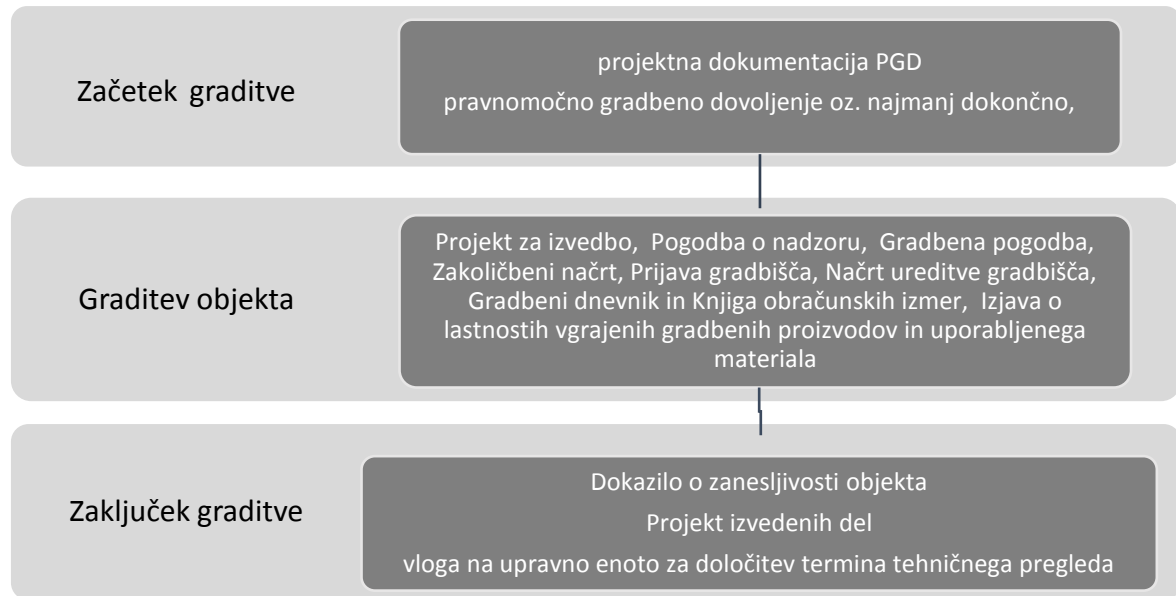 Začetek graditve
projektna dokumentacija PGD
pravnomočno gradbeno dovoljenje oz. najmanj dokončno,
Graditev objekta
Projekt za izvedbo, Pogodba o nadzoru, Gradbena pogodba,
Zakoličbeni načrt, Prijava gradbišča, Načrt ureditve gradbišča,
Gradbeni dnevnik in Knjiga obračunskih izmer, Izjava o
lastnostih vgrajenih gradbenih proizvodov in uporabljenega
materiala
Zaključek graditve
Dokazilo o zanesljivosti objekta
Projekt izvedenih del
vloga na upravno enoto za določitev termina tehničnega pregleda